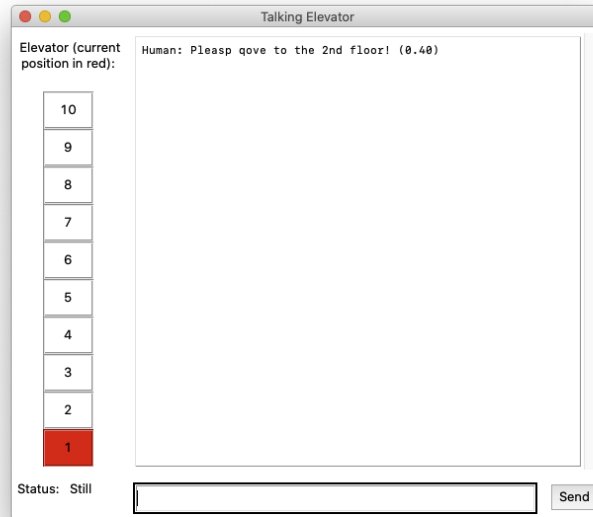 Talking Elevator
Elevator (current
position in red):
Human: Pleasp qove to the 2nd floor! (0.40)
10
9
8
7
6
5
4
3
2
1
Status: Still
Send